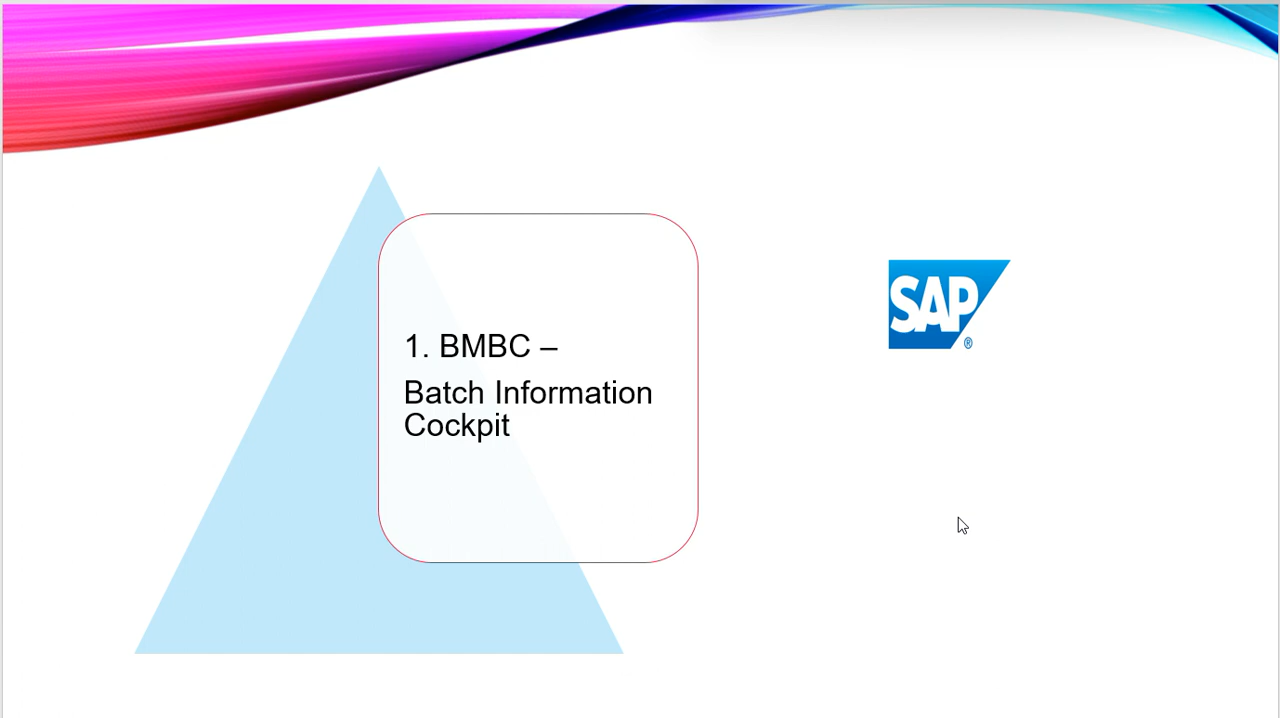 1. BMBC –
Batch Information
Cockpit
SAP
®